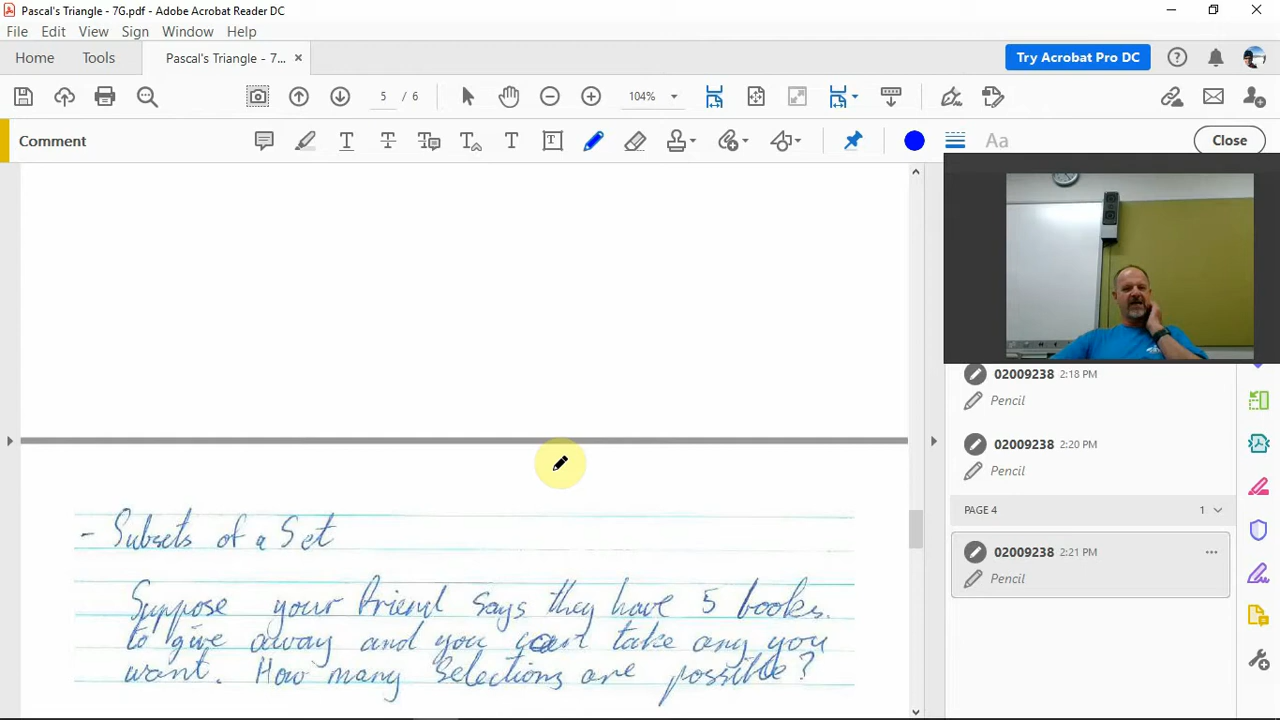 Pascal's Triangle - 7G.pdf - Adobe Acrobat Reader DC
File Edit View Sign Window Help
Home Tools Pascal's Triangle - 7... × Try Acrobat Pro DC
5 / 6 104%
Comment Aa Close
02009238 2:18 PM
Pencil
02009238 2:20 PM
Pencil
PAGE 4 1
02009238 2:21 PM
Pencil
- Subsets of a Set
Suppose your friend says they have 5 books.
to give away and you can take any you
want. How many selections are possible?